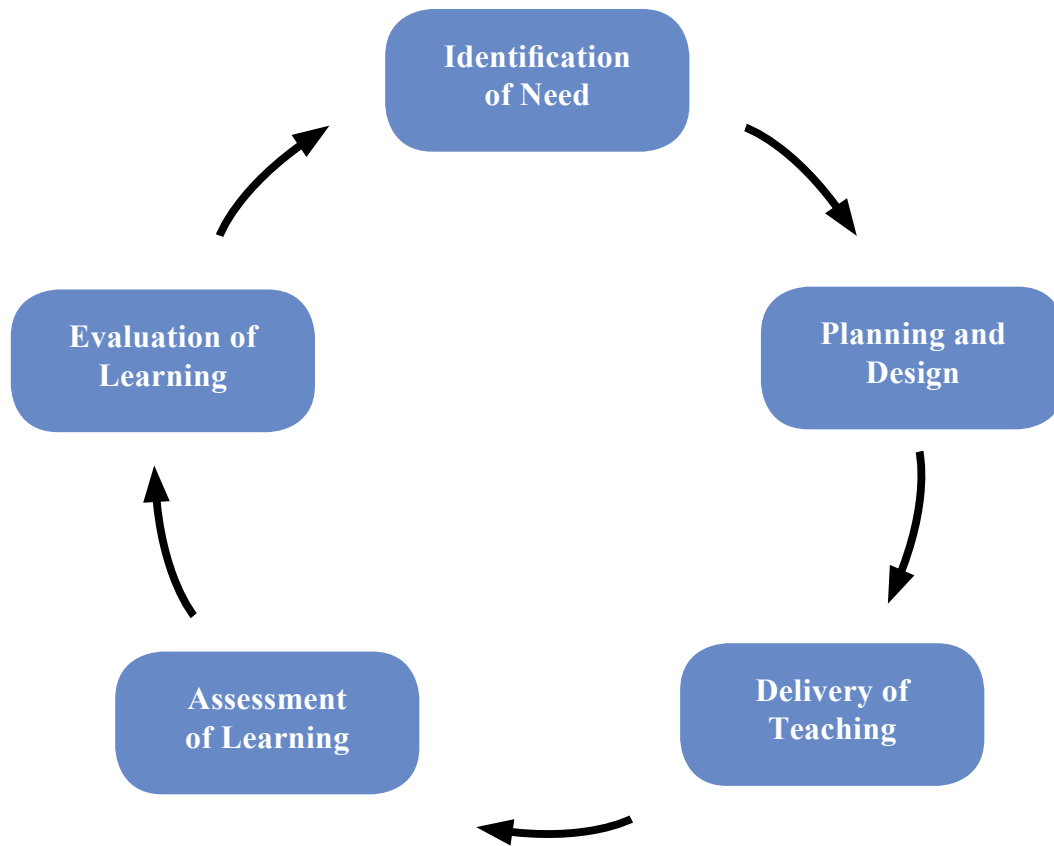 Identification
of Need
Planning and
Design
Delivery of
Teaching
Assessment
of Learning
Evaluation of
Learning